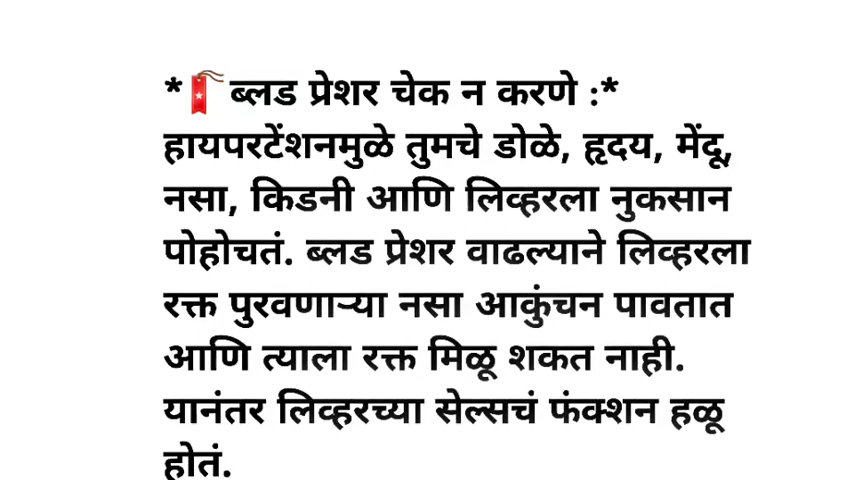 *🧧ब्लड प्रेशर चेक न करणे :*
हायपरटेंशनमुळे तुमचे डोळे, हृदय, मेंदू,
नसा, किडनी आणि लिव्हरला नुकसान
पोहोचतं. ब्लड प्रेशर वाढल्याने लिव्हरला
रक्त पुरवणाऱ्या नसा आकुंचन पावतात
आणि त्याला रक्त मिळू शकत नाही.
यानंतर लिव्हरच्या सेल्सचं फंक्शन हळू
होतं.